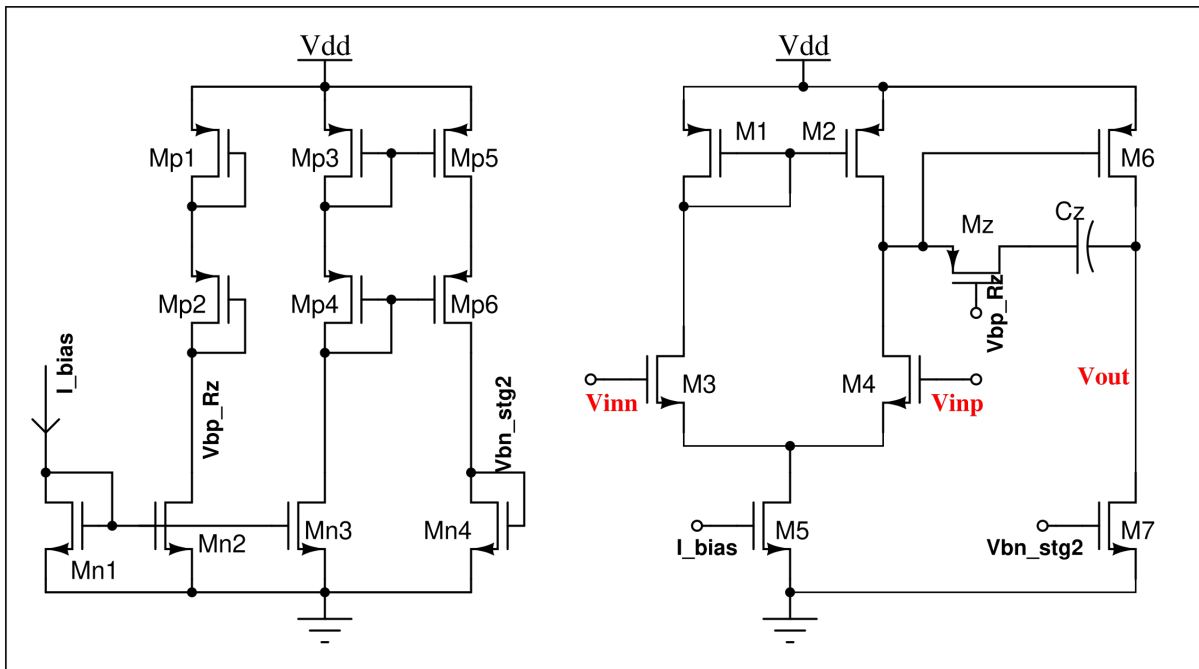 Vdd
Vdd
Mp1
Mp3
Mp5
M1
M2
M6
Mp2
Mp4
Mp6
Mz
Cz
Vbp_Rz
I_bias
Vbp_Rz
Vbn_stg2
M3
M4
Vinn
Vinp
Vout
Mn1
Mn2
Mn3
Mn4
M5
I_bias
M7
Vbn_stg2